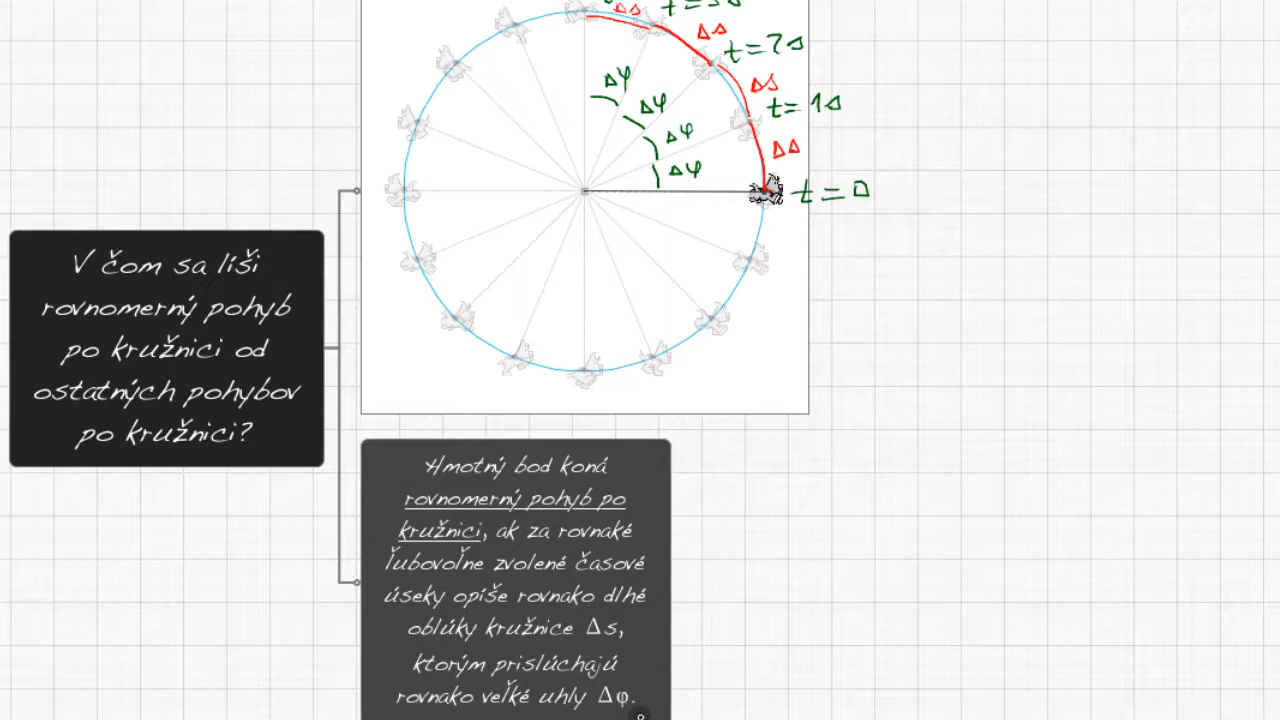 Δs
Δs
t=2s
Δφ
Δs
Δφ
t=1s
Δφ
Δs
Δφ
t=0
V čom sa líši
rovnomerný pohyb
po kružnici od
ostatných pohybov
po kružnici?
Hmotný bod koná
rovnomerný pohyb po
kružnici, ak za rovnaké
ľubovoľne zvolené časové
úseky opíše rovnako dlhé
oblúky kružnice Δs,
ktorým prislúchajú
rovnako veľké uhly Δφ.